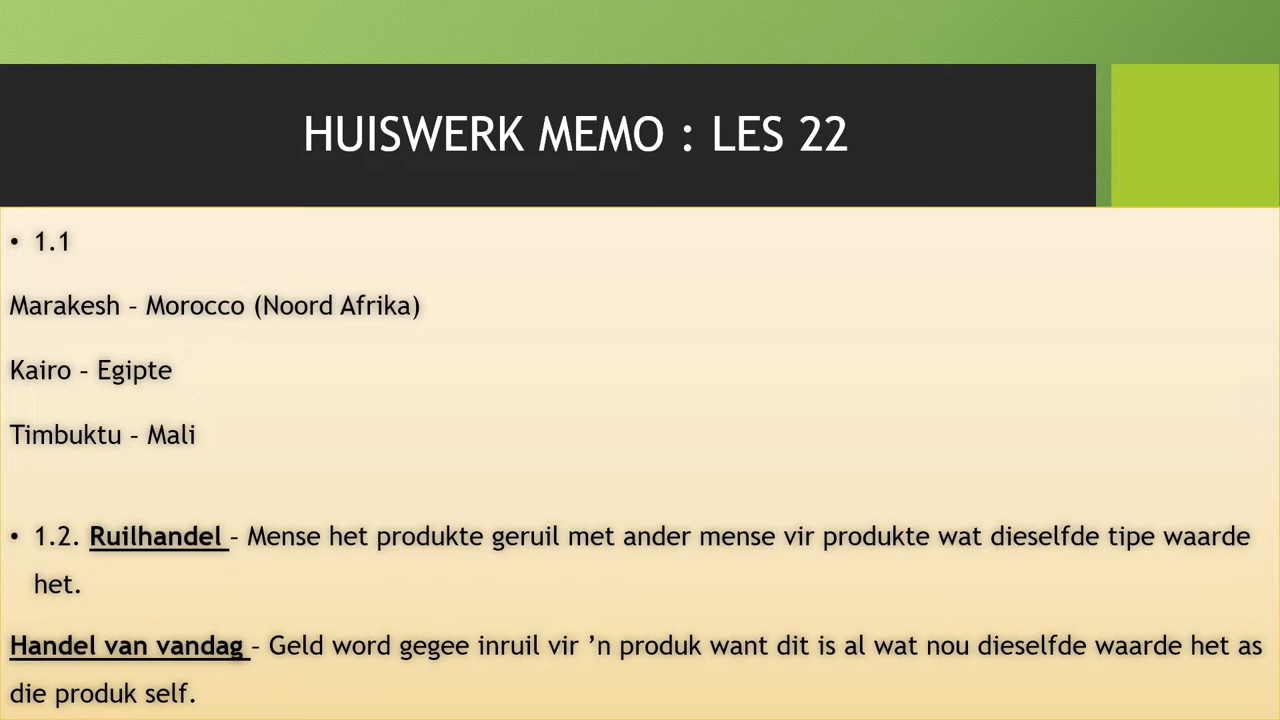 HUISWERK MEMO : LES 22
• 1.1
Marakesh – Morocco (Noord Afrika)
Kairo – Egipte
Timbuktu – Mali
• 1.2. Ruilhandel – Mense het produkte geruil met ander mense vir produkte wat dieselfde tipe waarde
het.
Handel van vandag – Geld word gegee inruil vir ’n produk want dit is al wat nou dieselfde waarde het as
die produk self.